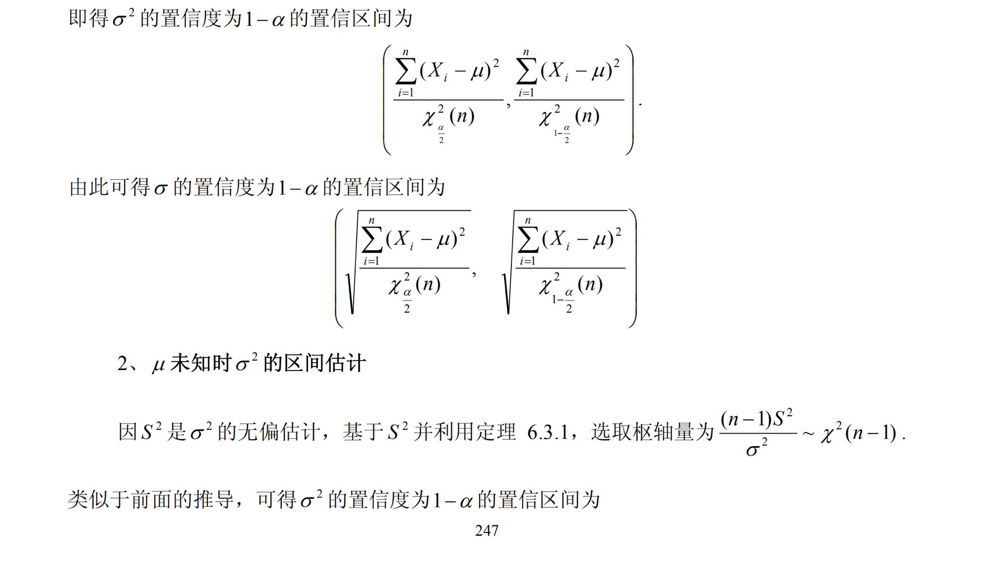 即得 $\sigma^2$ 的置信度为 $1-\alpha$ 的置信区间为
$\left( \frac{\sum_{i=1}^{n}(X_i-\mu)^2}{\chi^2_{\frac{\alpha}{2}}(n)}, \frac{\sum_{i=1}^{n}(X_i-\mu)^2}{\chi^2_{1-\frac{\alpha}{2}}(n)} \right).$
由此可得 $\sigma$ 的置信度为 $1-\alpha$ 的置信区间为
$\left( \sqrt{\frac{\sum_{i=1}^{n}(X_i-\mu)^2}{\chi^2_{\frac{\alpha}{2}}(n)}}, \sqrt{\frac{\sum_{i=1}^{n}(X_i-\mu)^2}{\chi^2_{1-\frac{\alpha}{2}}(n)}} \right)$
2、$\mu$ 未知时 $\sigma^2$ 的区间估计
因 $S^2$ 是 $\sigma^2$ 的无偏估计，基于 $S^2$ 并利用定理 6.3.1，选取枢轴量为 $\frac{(n-1)S^2}{\sigma^2} \sim \chi^2(n-1)$.
类似于前面的推导，可得 $\sigma^2$ 的置信度为 $1-\alpha$ 的置信区间为
247